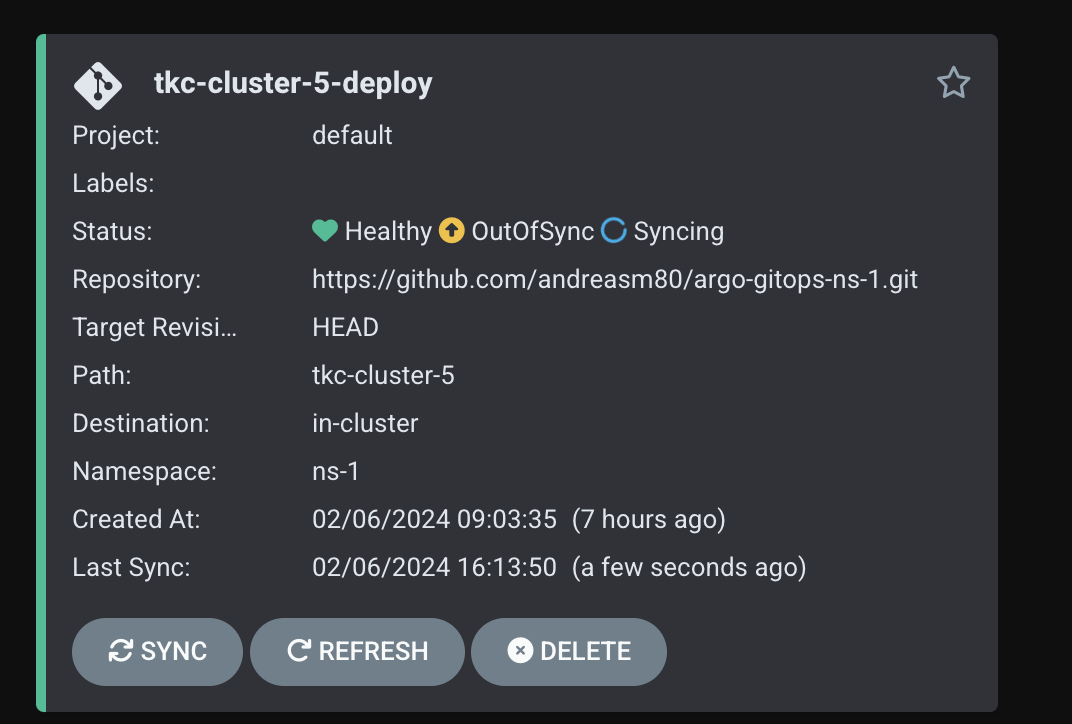 tkc-cluster-5-deploy
Project: default
Labels:
Status: Healthy OutOfSync Syncing
Repository: https://github.com/andreasm80/argo-gitops-ns-1.git
Target Revisi... HEAD
Path: tkc-cluster-5
Destination: in-cluster
Namespace: ns-1
Created At: 02/06/2024 09:03:35 (7 hours ago)
Last Sync: 02/06/2024 16:13:50 (a few seconds ago)
SYNC REFRESH DELETE